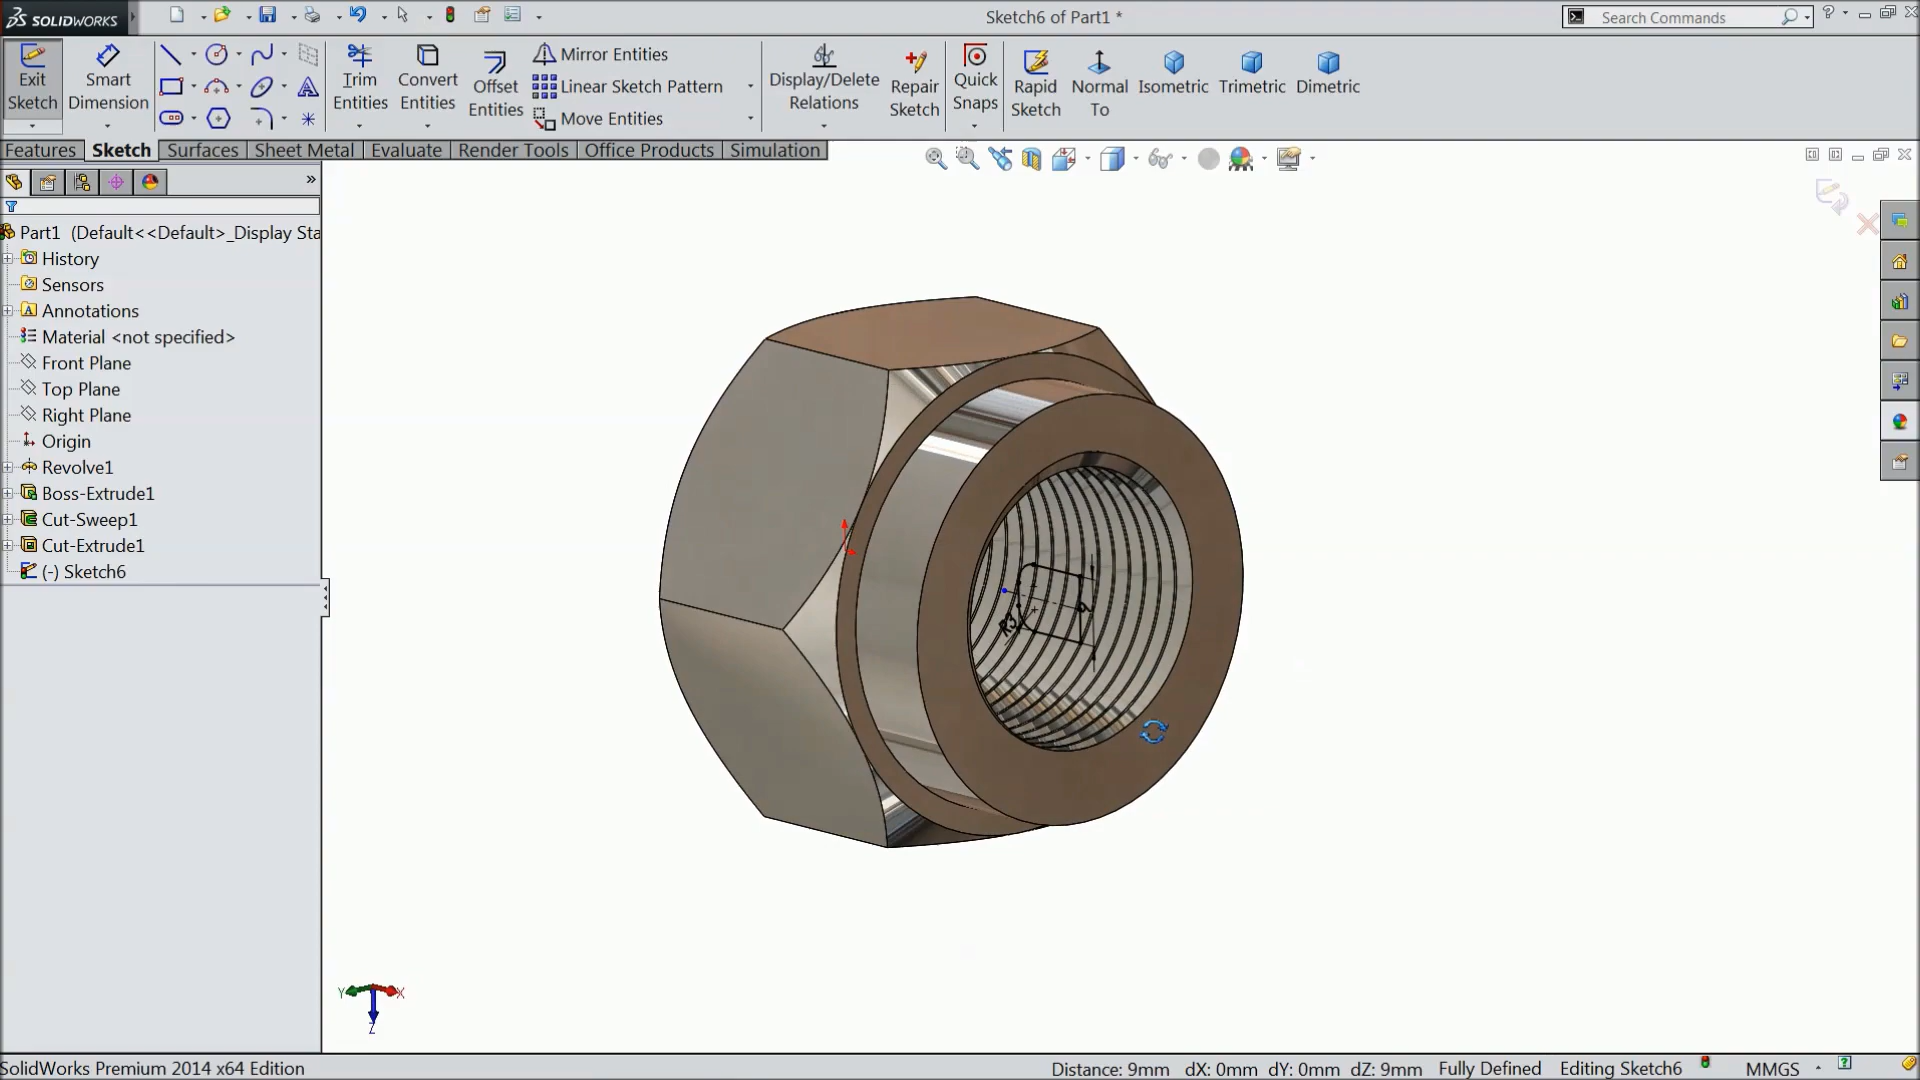 SOLIDWORKS
Sketch6 of Part1 *
Search Commands
?
Exit
Sketch
Smart
Dimension
Trim
Entities
Convert
Entities
Offset
Entities
Mirror Entities
Linear Sketch Pattern
Move Entities
Display/Delete
Relations
Repair
Sketch
Quick
Snaps
Rapid
Sketch
Normal
To
Isometric
Trimetric
Dimetric
Features
Sketch
Surfaces
Sheet Metal
Evaluate
Render Tools
Office Products
Simulation
»
Part1 (Default<<Default>_Display Sta
History
Sensors
Annotations
Material <not specified>
Front Plane
Top Plane
Right Plane
Origin
Revolve1
Boss-Extrude1
Cut-Sweep1
Cut-Extrude1
(-) Sketch6
9
R3
Y
X
Z
SolidWorks Premium 2014 x64 Edition
Distance: 9mm dX: 0mm dY: 0mm dZ: 9mm
Fully Defined
Editing Sketch6
MMGS
?